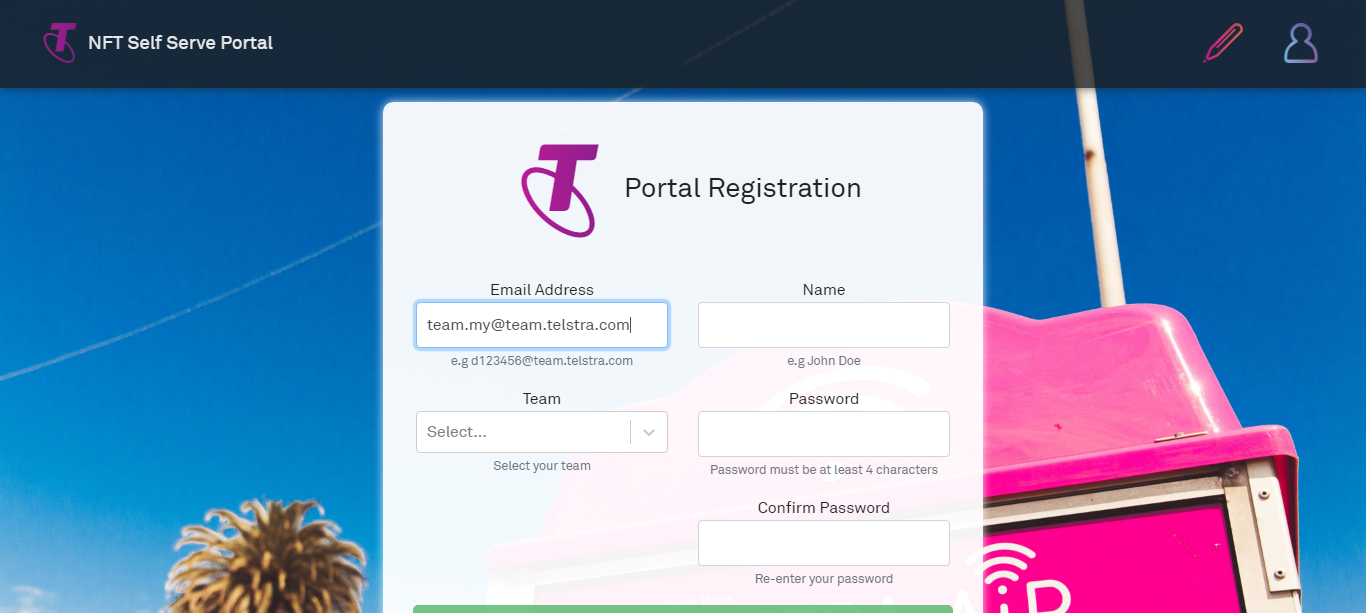 NFT Self Serve Portal
Portal Registration
Email Address
Name
team.my@team.telstra.com
e.g d123456@team.telstra.com
e.g John Doe
Team
Password
Select...
Select your team
Password must be at least 4 characters
Confirm Password
Re-enter your password